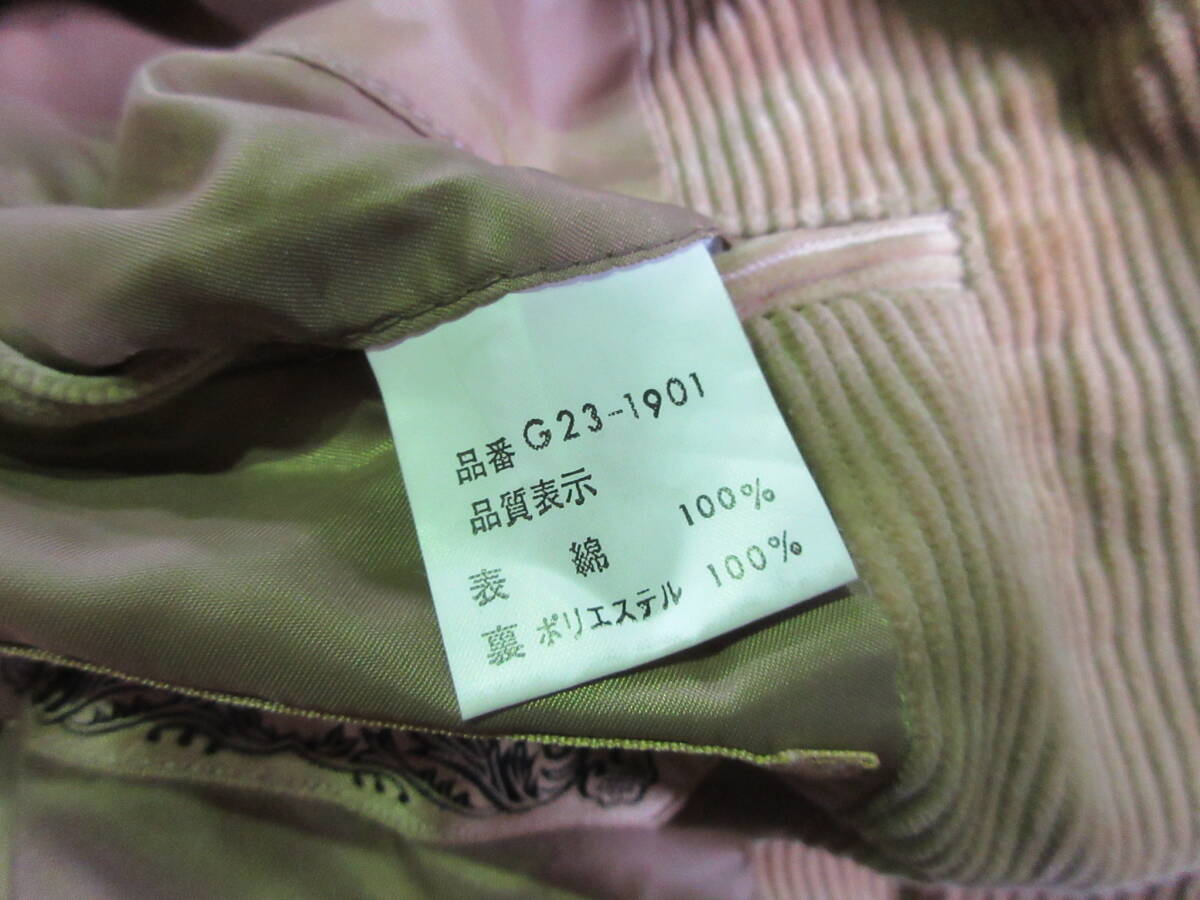 品番 G23-1901
品質表示
表 綿 100%
裏 ポリエステル 100%